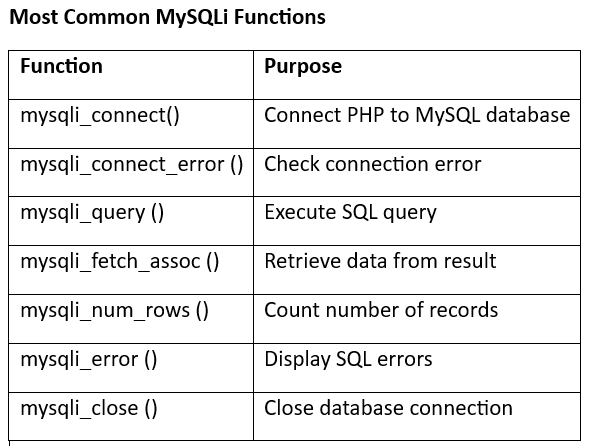 Most Common MySQLi Functions
Function Purpose
mysqli_connect() Connect PHP to MySQL database
mysqli_connect_error () Check connection error
mysqli_query () Execute SQL query
mysqli_fetch_assoc () Retrieve data from result
mysqli_num_rows () Count number of records
mysqli_error () Display SQL errors
mysqli_close () Close database connection